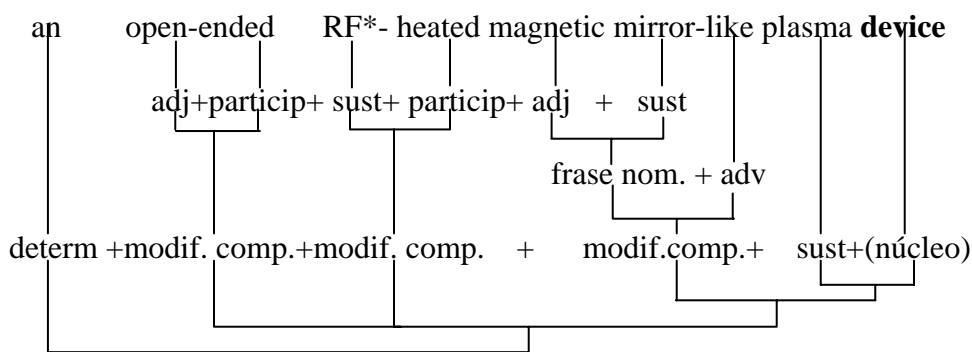 an open-ended RF*- heated magnetic mirror-like plasma device
adj+particip+ sust+ particip+ adj + sust
frase nom. + adv
determ +modif. comp.+modif. comp. + modif.comp.+ sust+(núcleo)